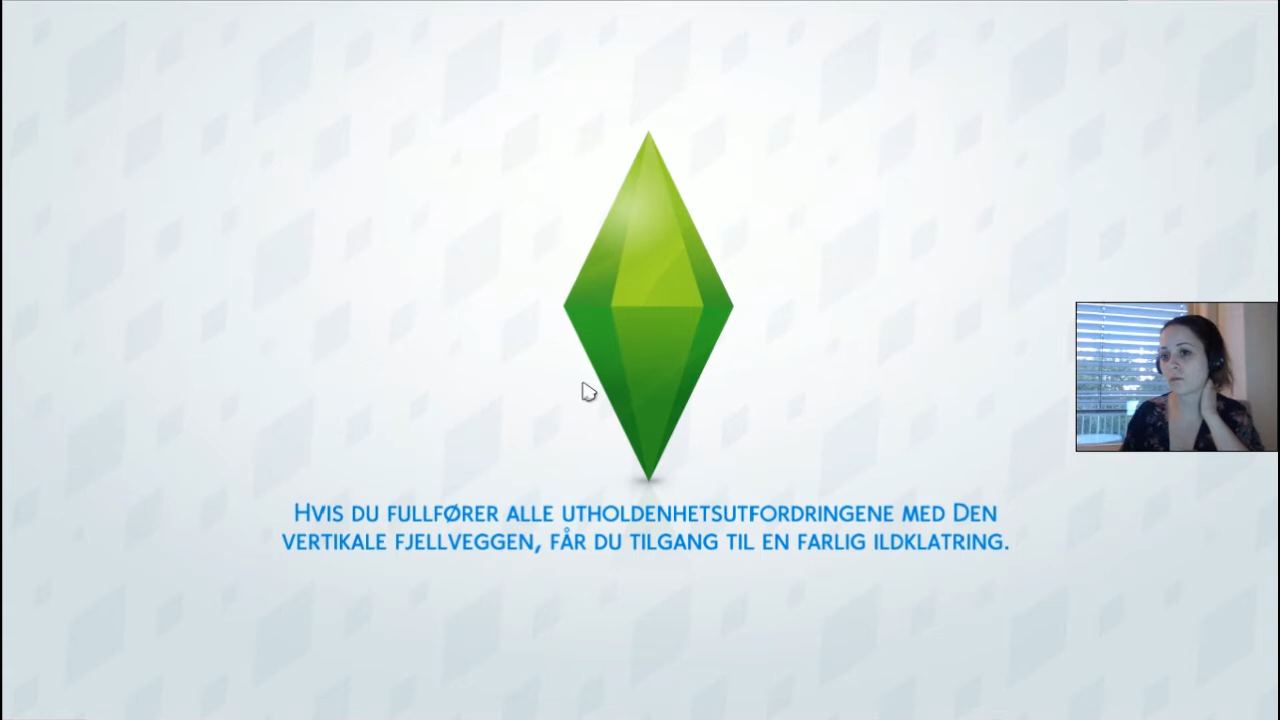 Hvis du fullfører alle utholdenhetsutfordringene med Den
vertikale fjellveggen, får du tilgang til en farlig ildklatring.